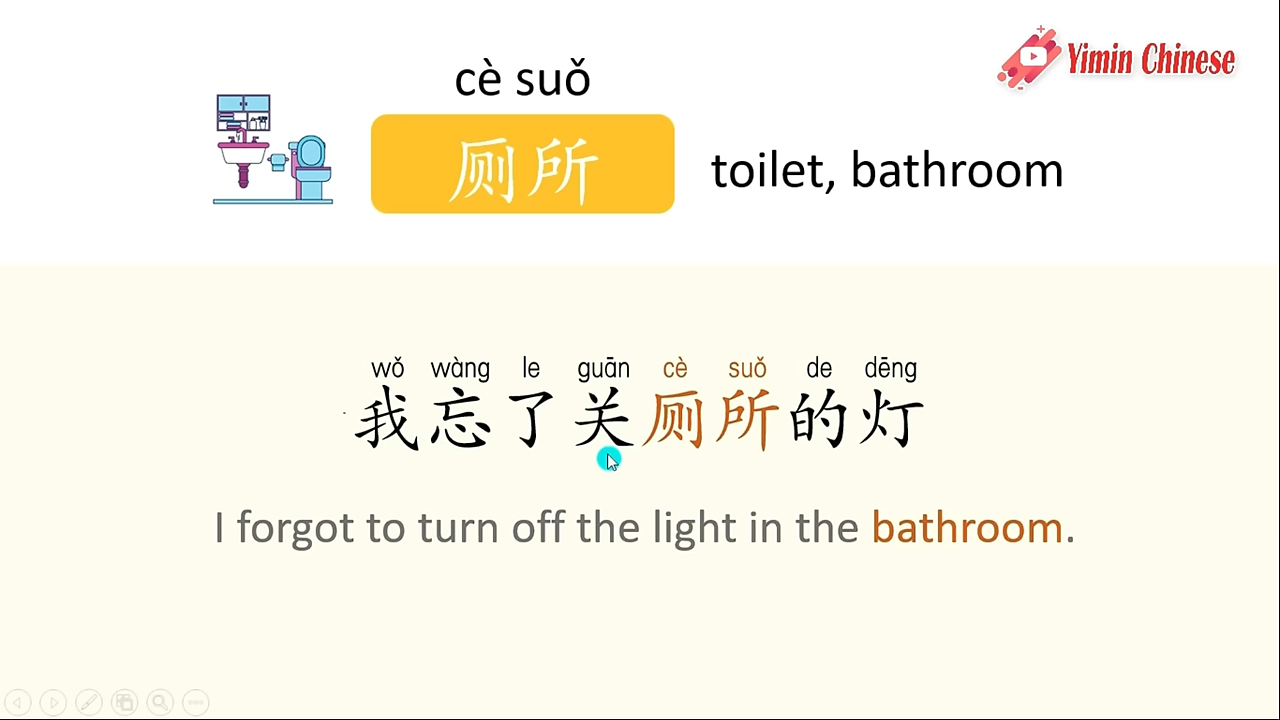 Yimin Chinese
cè suǒ
厕所
toilet, bathroom
wǒ wàng le guān cè suǒ de dēng
我忘了关厕所的灯
I forgot to turn off the light in the bathroom.